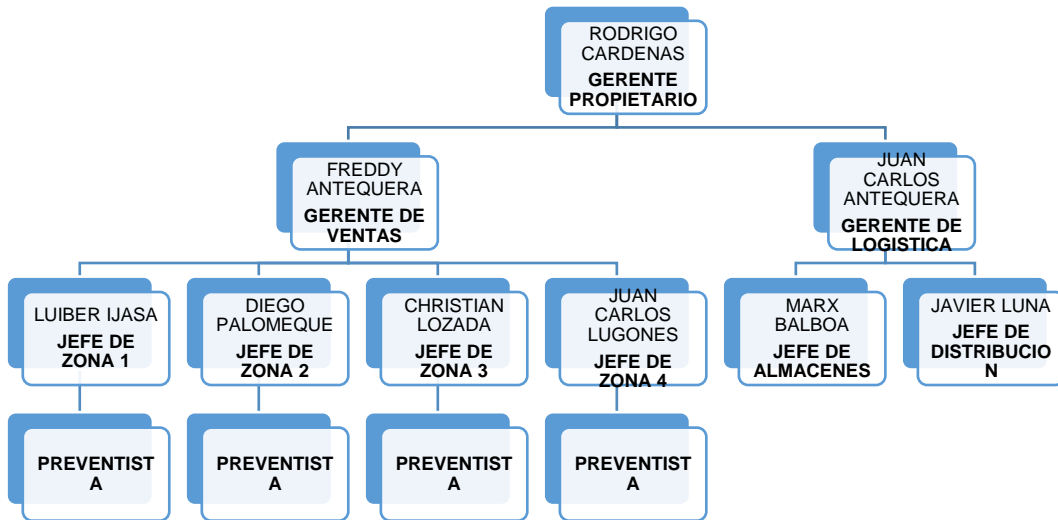 RODRIGO
CARDENAS
GERENTE
PROPIETARIO
FREDDY
ANTEQUERA
GERENTE DE
VENTAS
JUAN
CARLOS
ANTEQUERA
GERENTE DE
LOGISTICA
LUIBER IJASA
JEFE DE
ZONA 1
DIEGO
PALOMEQUE
JEFE DE
ZONA 2
CHRISTIAN
LOZADA
JEFE DE
ZONA 3
JUAN
CARLOS
LUGONES
JEFE DE
ZONA 4
MARX
BALBOA
JEFE DE
ALMACENES
JAVIER LUNA
JEFE DE
DISTRIBUCIO
N
PREVENTIST
A
PREVENTIST
A
PREVENTIST
A
PREVENTIST
A